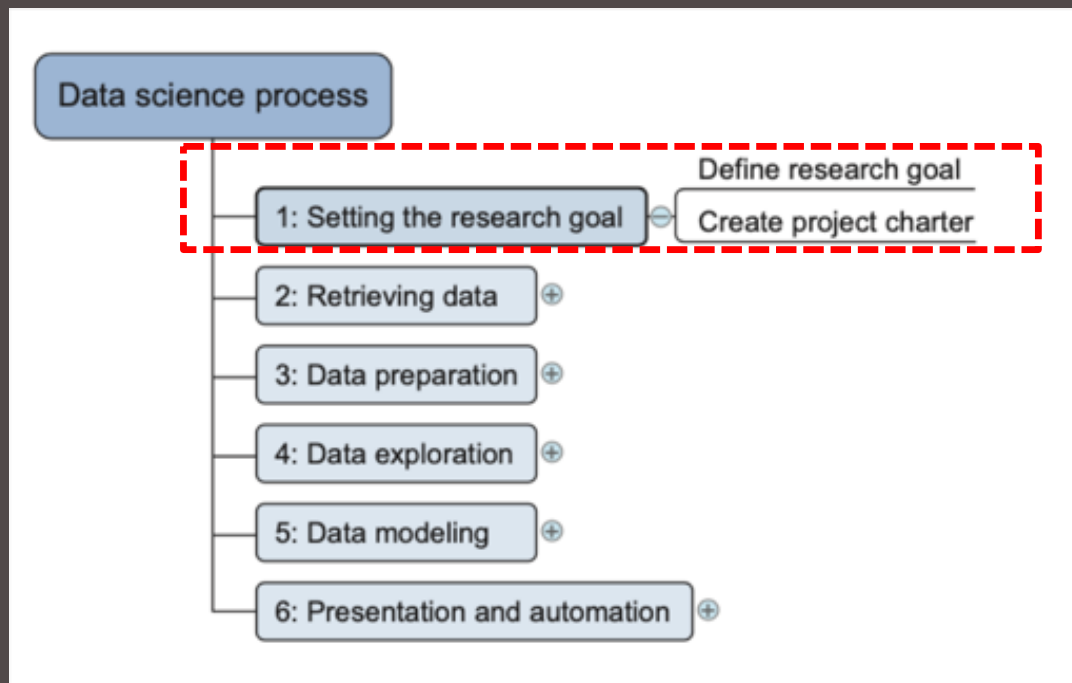 Data science process
Define research goal
1: Setting the research goal
Create project charter
2: Retrieving data
3: Data preparation
4: Data exploration
5: Data modeling
6: Presentation and automation